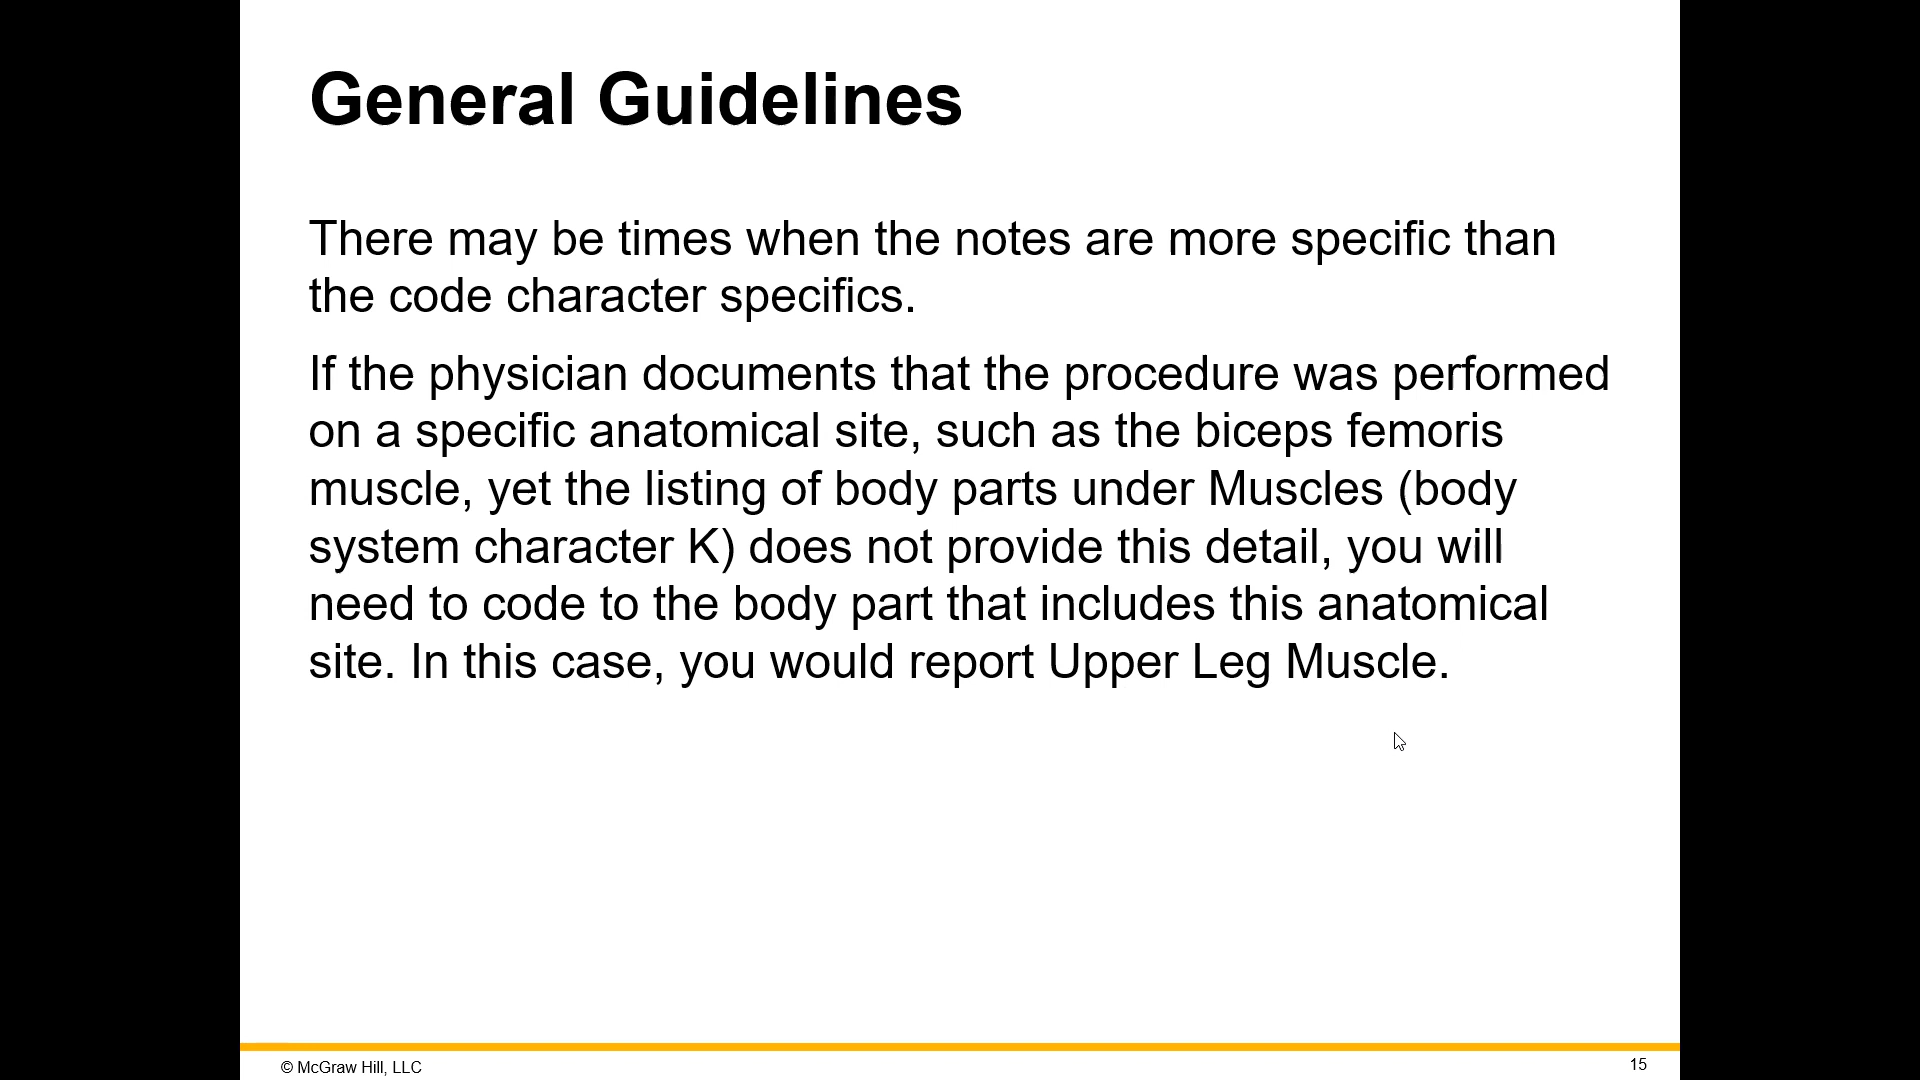 General Guidelines
There may be times when the notes are more specific than
the code character specifics.
If the physician documents that the procedure was performed
on a specific anatomical site, such as the biceps femoris
muscle, yet the listing of body parts under Muscles (body
system character K) does not provide this detail, you will
need to code to the body part that includes this anatomical
site. In this case, you would report Upper Leg Muscle.
© McGraw Hill, LLC
15